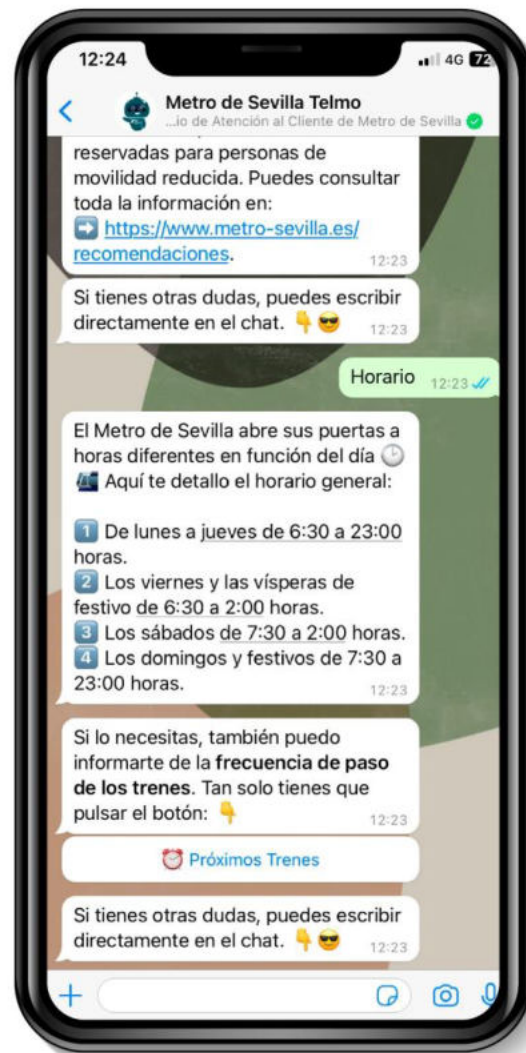 12:24
4G 72
Metro de Sevilla Telmo
...io de Atención al Cliente de Metro de Sevilla
reservadas para personas de
movilidad reducida. Puedes consultar
toda la información en:
➡️ https://www.metro-sevilla.es/
recomendaciones.
12:23
Si tienes otras dudas, puedes escribir
directamente en el chat. 👇😎
12:23
Horario
12:23
El Metro de Sevilla abre sus puertas a
horas diferentes en función del día 🕑
🚇 Aquí te detallo el horario general:
1️⃣ De lunes a jueves de 6:30 a 23:00
horas.
2️⃣ Los viernes y las vísperas de
festivo de 6:30 a 2:00 horas.
3️⃣ Los sábados de 7:30 a 2:00 horas.
4️⃣ Los domingos y festivos de 7:30 a
23:00 horas.
12:23
Si lo necesitas, también puedo
informarte de la frecuencia de paso
de los trenes. Tan solo tienes que
pulsar el botón: 👇
12:23
⏰ Próximos Trenes
Si tienes otras dudas, puedes escribir
directamente en el chat. 👇😎
12:23